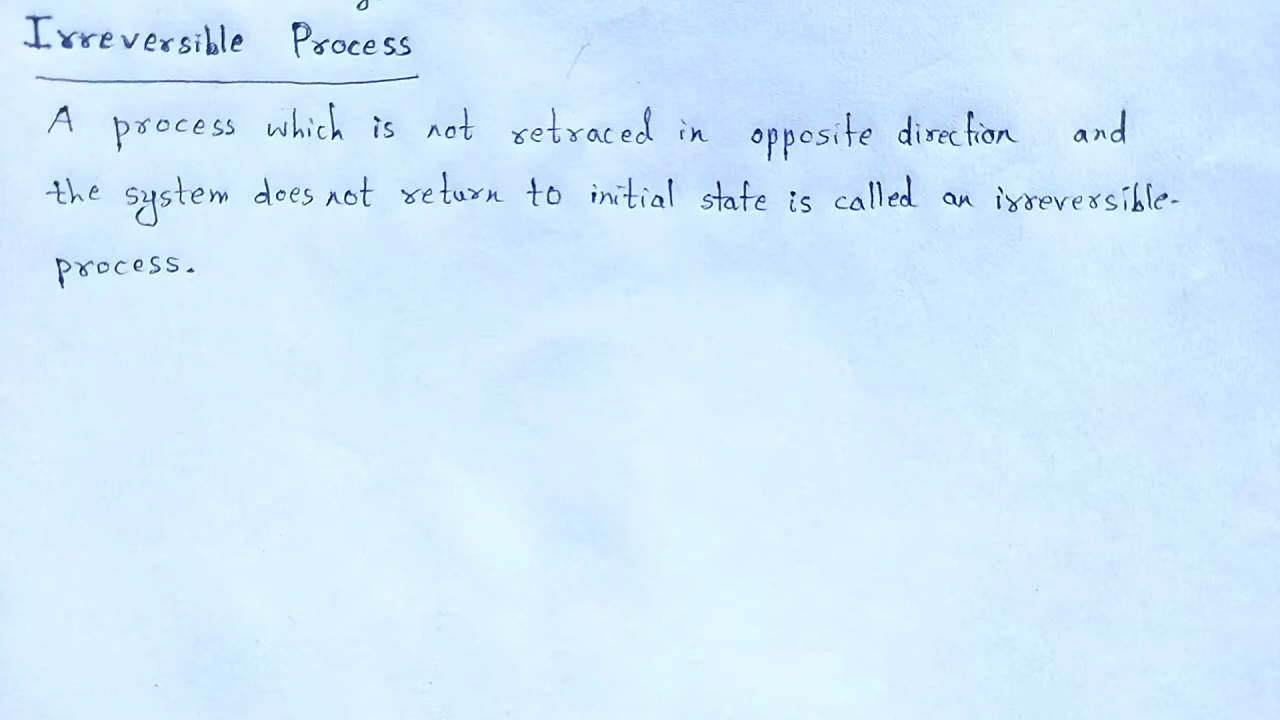 Irreversible Process
A process which is not retraced in opposite direction and
the system does not return to initial state is called an irreversible-
process.